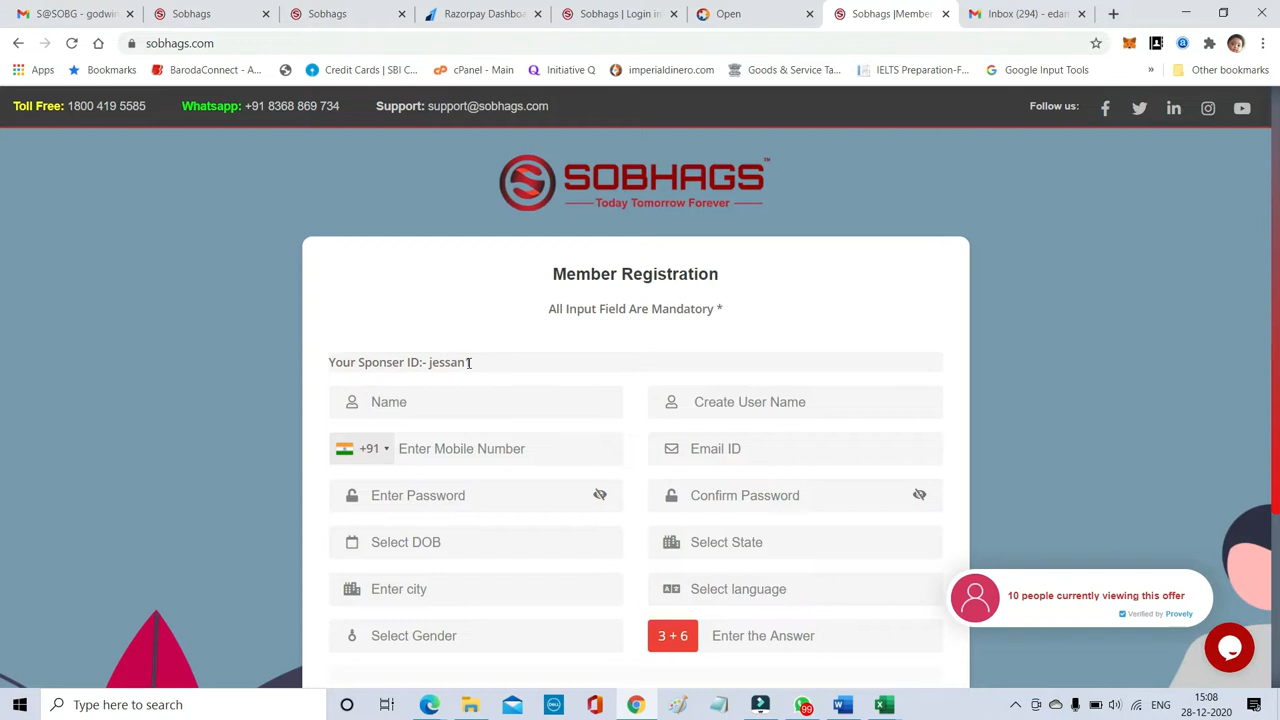 M S@SOBG - godwin
Sobhags
Sobhags
Razorpay Dashbo
Sobhags | Login in
Open
Sobhags |Member
Inbox (294) - edam
sobhags.com
Apps
Bookmarks
BarodaConnect - A...
Credit Cards | SBI C...
cPanel - Main
Initiative Q
imperialdinero.com
Goods & Service Ta...
IELTS Preparation-F...
Google Input Tools
»
Other bookmarks
Toll Free: 1800 419 5585
Whatsapp: +91 8368 869 734
Support: support@sobhags.com
Follow us:
SOBHAGS™
Today Tomorrow Forever
Member Registration
All Input Field Are Mandatory *
Your Sponser ID:- jessan1
Name
Create User Name
+91 Enter Mobile Number
Email ID
Enter Password
Confirm Password
Select DOB
Select State
Enter city
Select language
Select Gender
3 + 6 Enter the Answer
10 people currently viewing this offer
Verified by Provely
Type here to search
DELL
99
ENG
15:08
28-12-2020